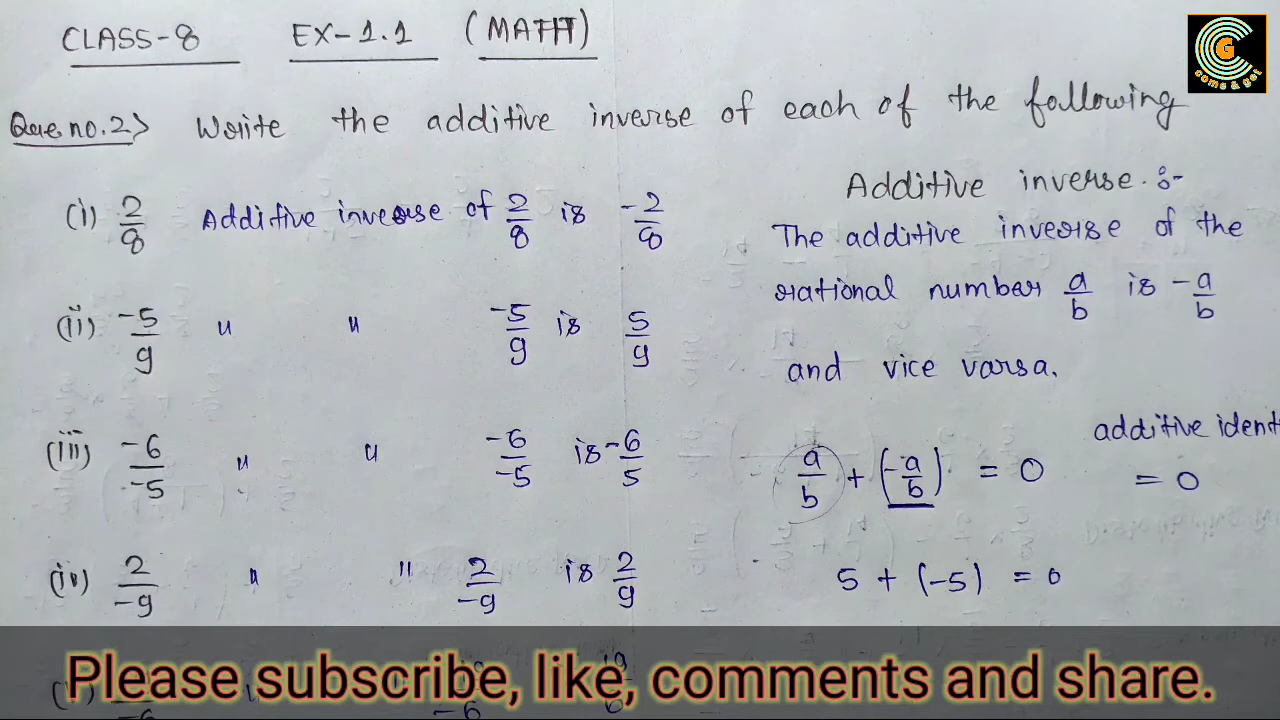 CLASS-8 EX-1.1 (MATH)
G
come & get
Que no.2> Write the additive inverse of each of the following
(i) 2/8 Additive inverse of 2/8 is -2/8
(ii) -5/9 " " -5/9 is 5/9
(iii) -6/-5 " " -6/-5 is -6/5
(iv) 2/-9 " " 2/-9 is 2/9
Additive inverse :-
The additive inverse of the
rational number a/b is -a/b
and vice varsa.
additive ident
a/b + (-a/b) = 0 = 0
5 + (-5) = 0
Please subscribe, like, comments and share.